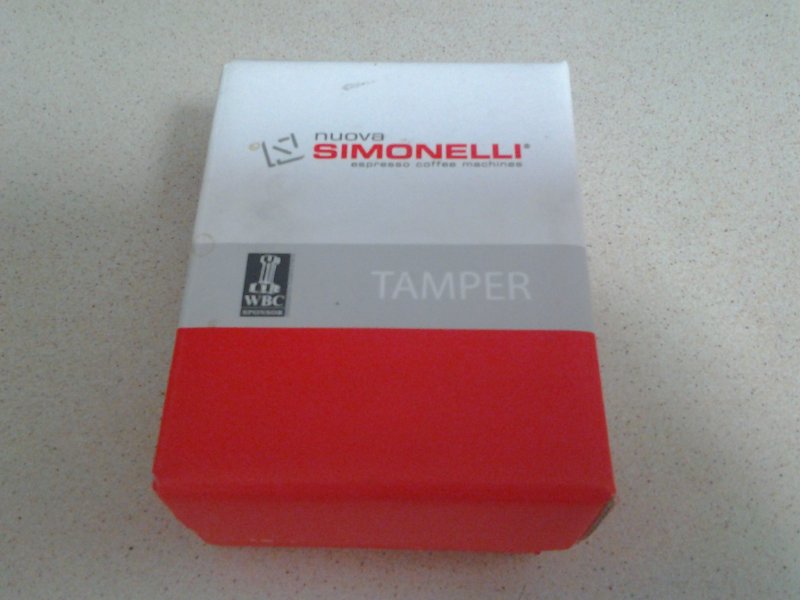 nuova
SIMONELLI®
espresso coffee machines
WBC
SPONSOR
TAMPER